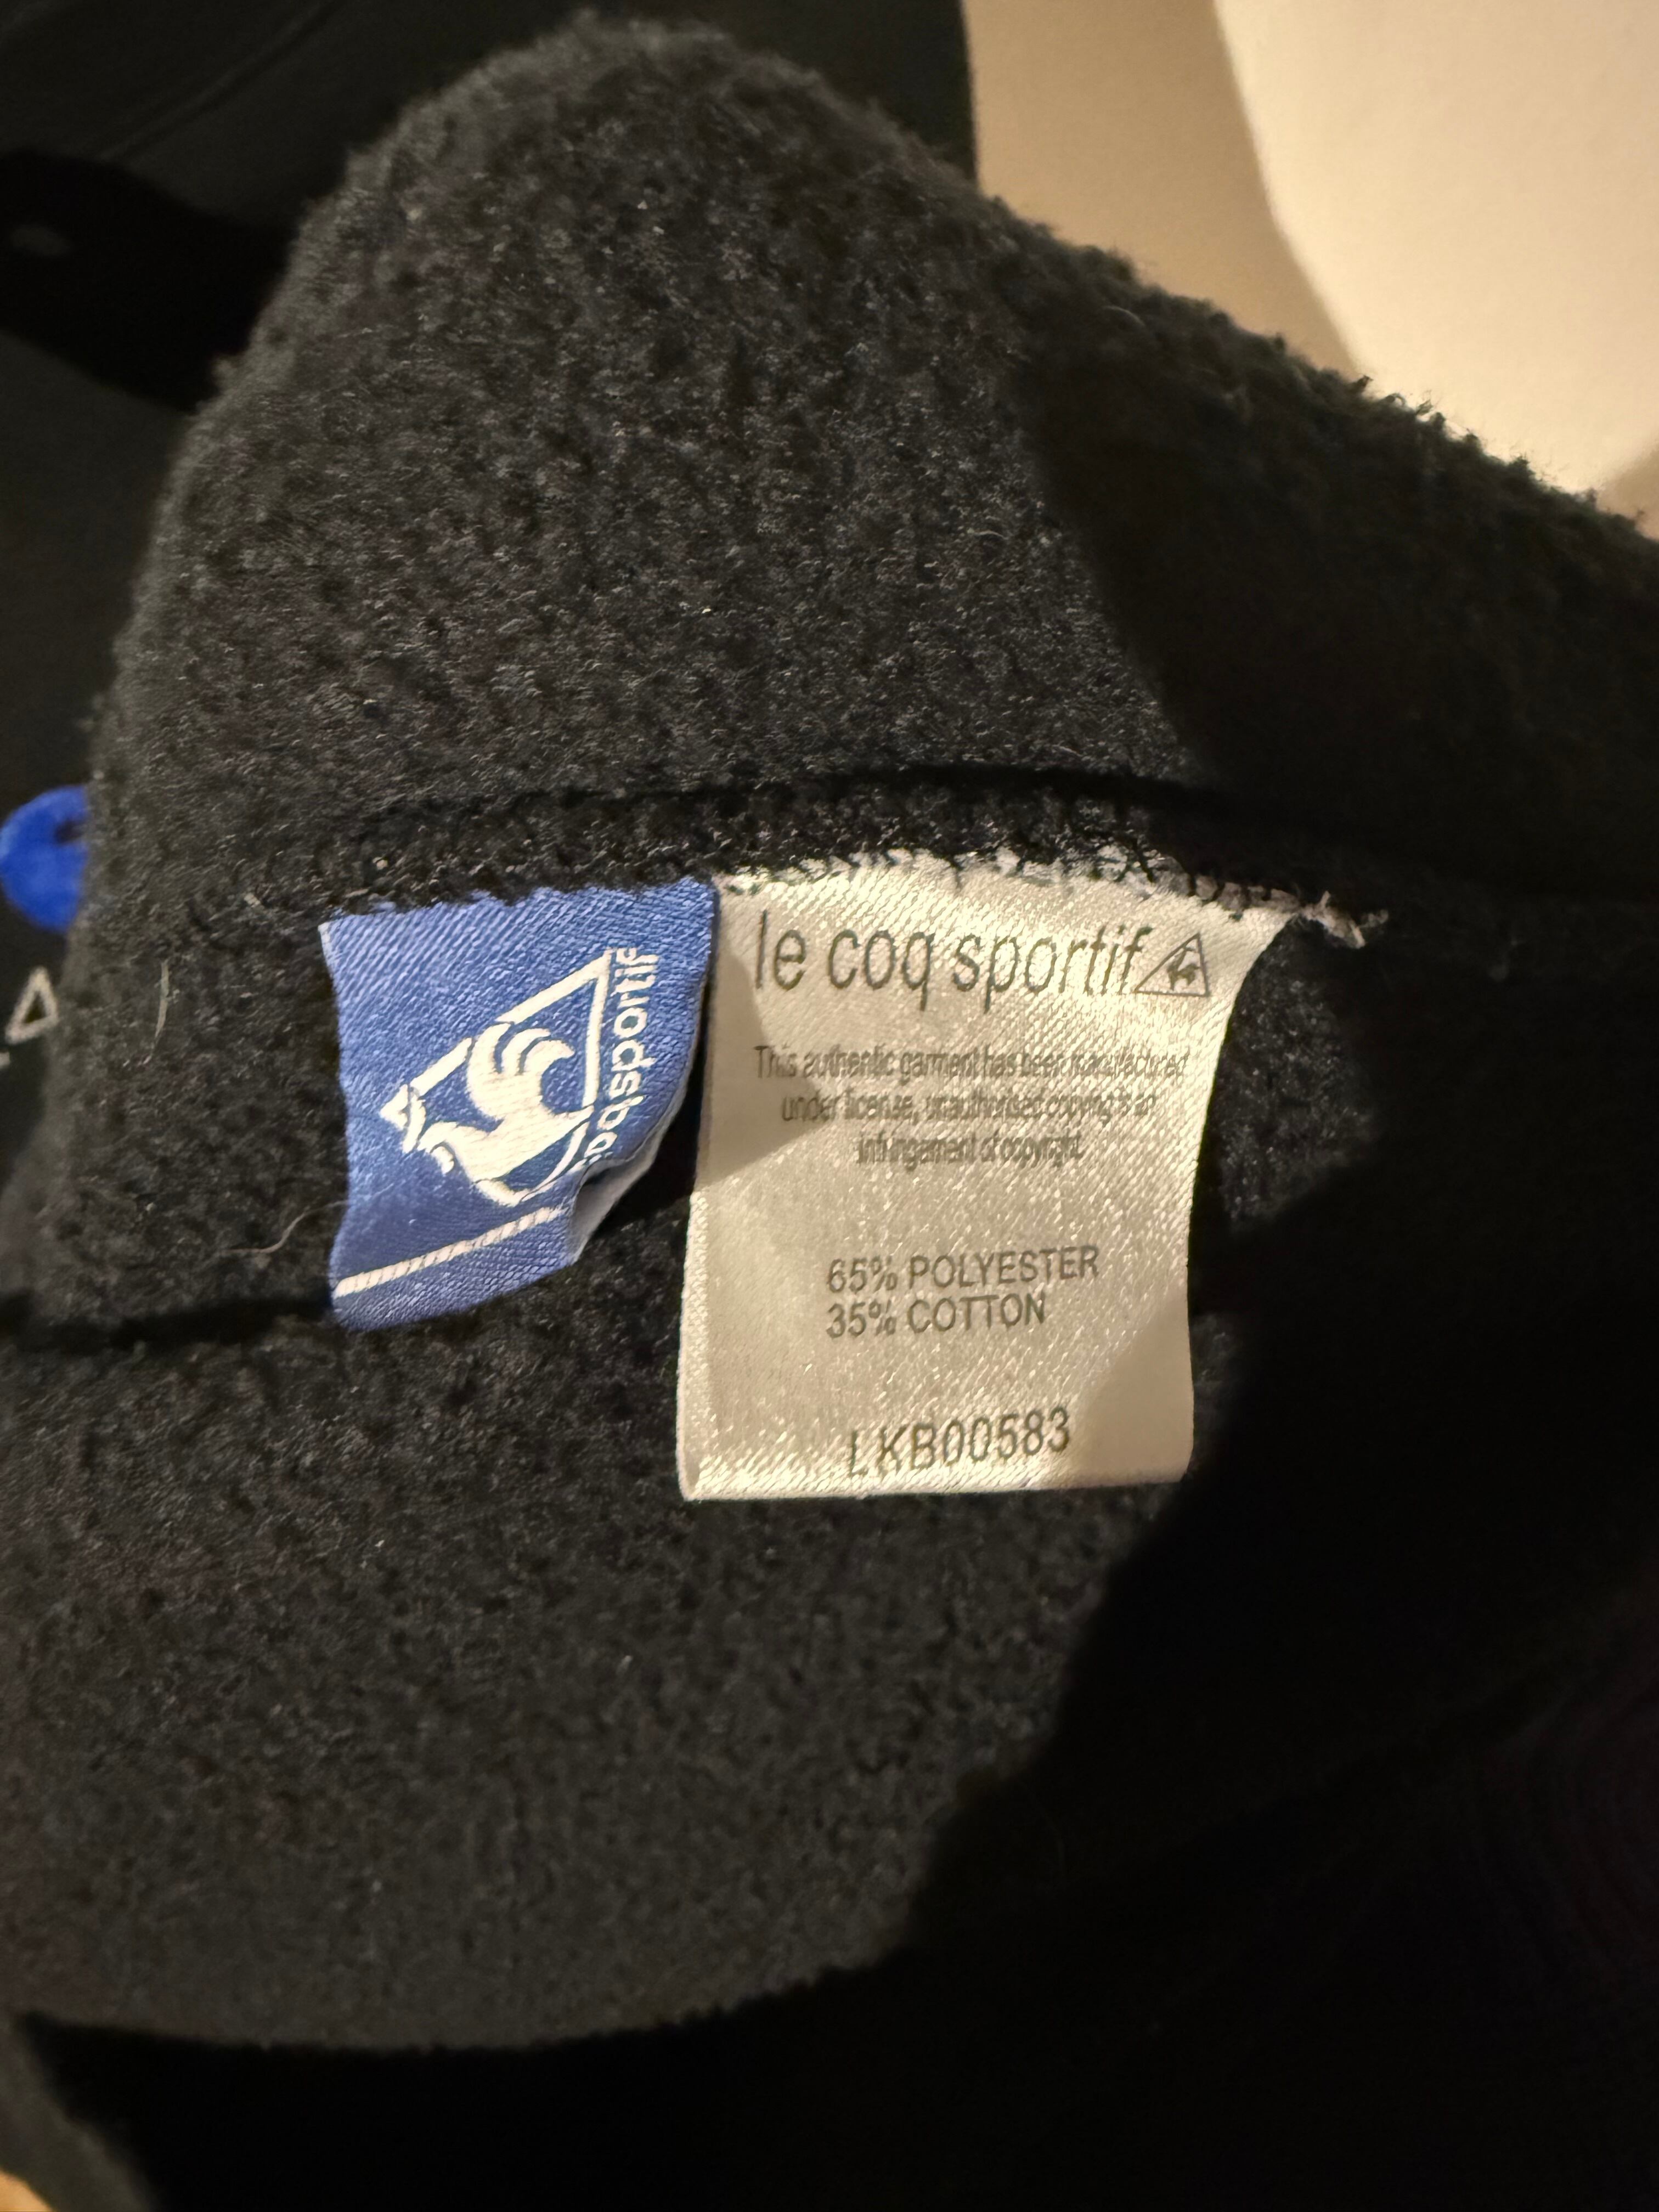 coqsportif
le coq sportif
This authentic garment has been manufactured
under license, unauthorised copying is an
infringement of copyright.
65% POLYESTER
35% COTTON
LKB00583